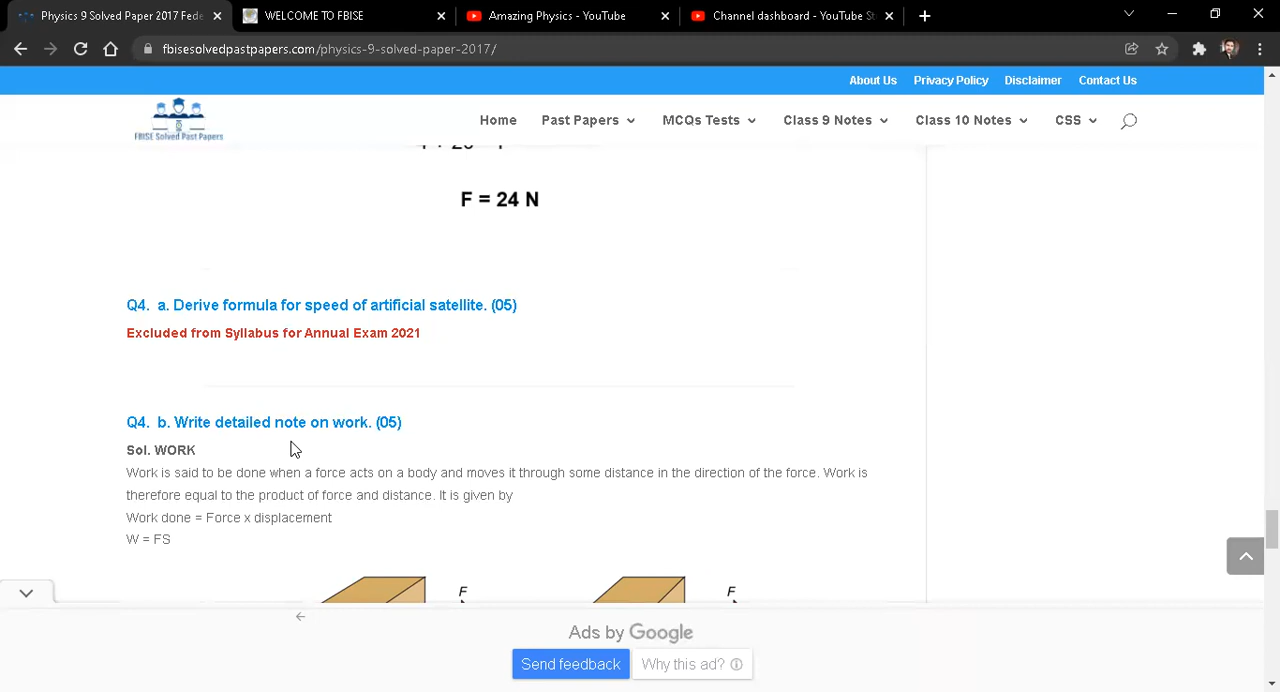 Physics 9 Solved Paper 2017 Fede
WELCOME TO FBISE
Amazing Physics - YouTube
Channel dashboard - YouTube St
fbisesolvedpastpapers.com/physics-9-solved-paper-2017/
About Us Privacy Policy Disclaimer Contact Us
FBISE Solved Past Papers
Home Past Papers MCQs Tests Class 9 Notes Class 10 Notes CSS
F = 24 N
Q4. a. Derive formula for speed of artificial satellite. (05)
Excluded from Syllabus for Annual Exam 2021
Q4. b. Write detailed note on work. (05)
Sol. WORK
Work is said to be done when a force acts on a body and moves it through some distance in the direction of the force. Work is
therefore equal to the product of force and distance. It is given by
Work done = Force x displacement
W = FS
F F
Ads by Google
Send feedback Why this ad?